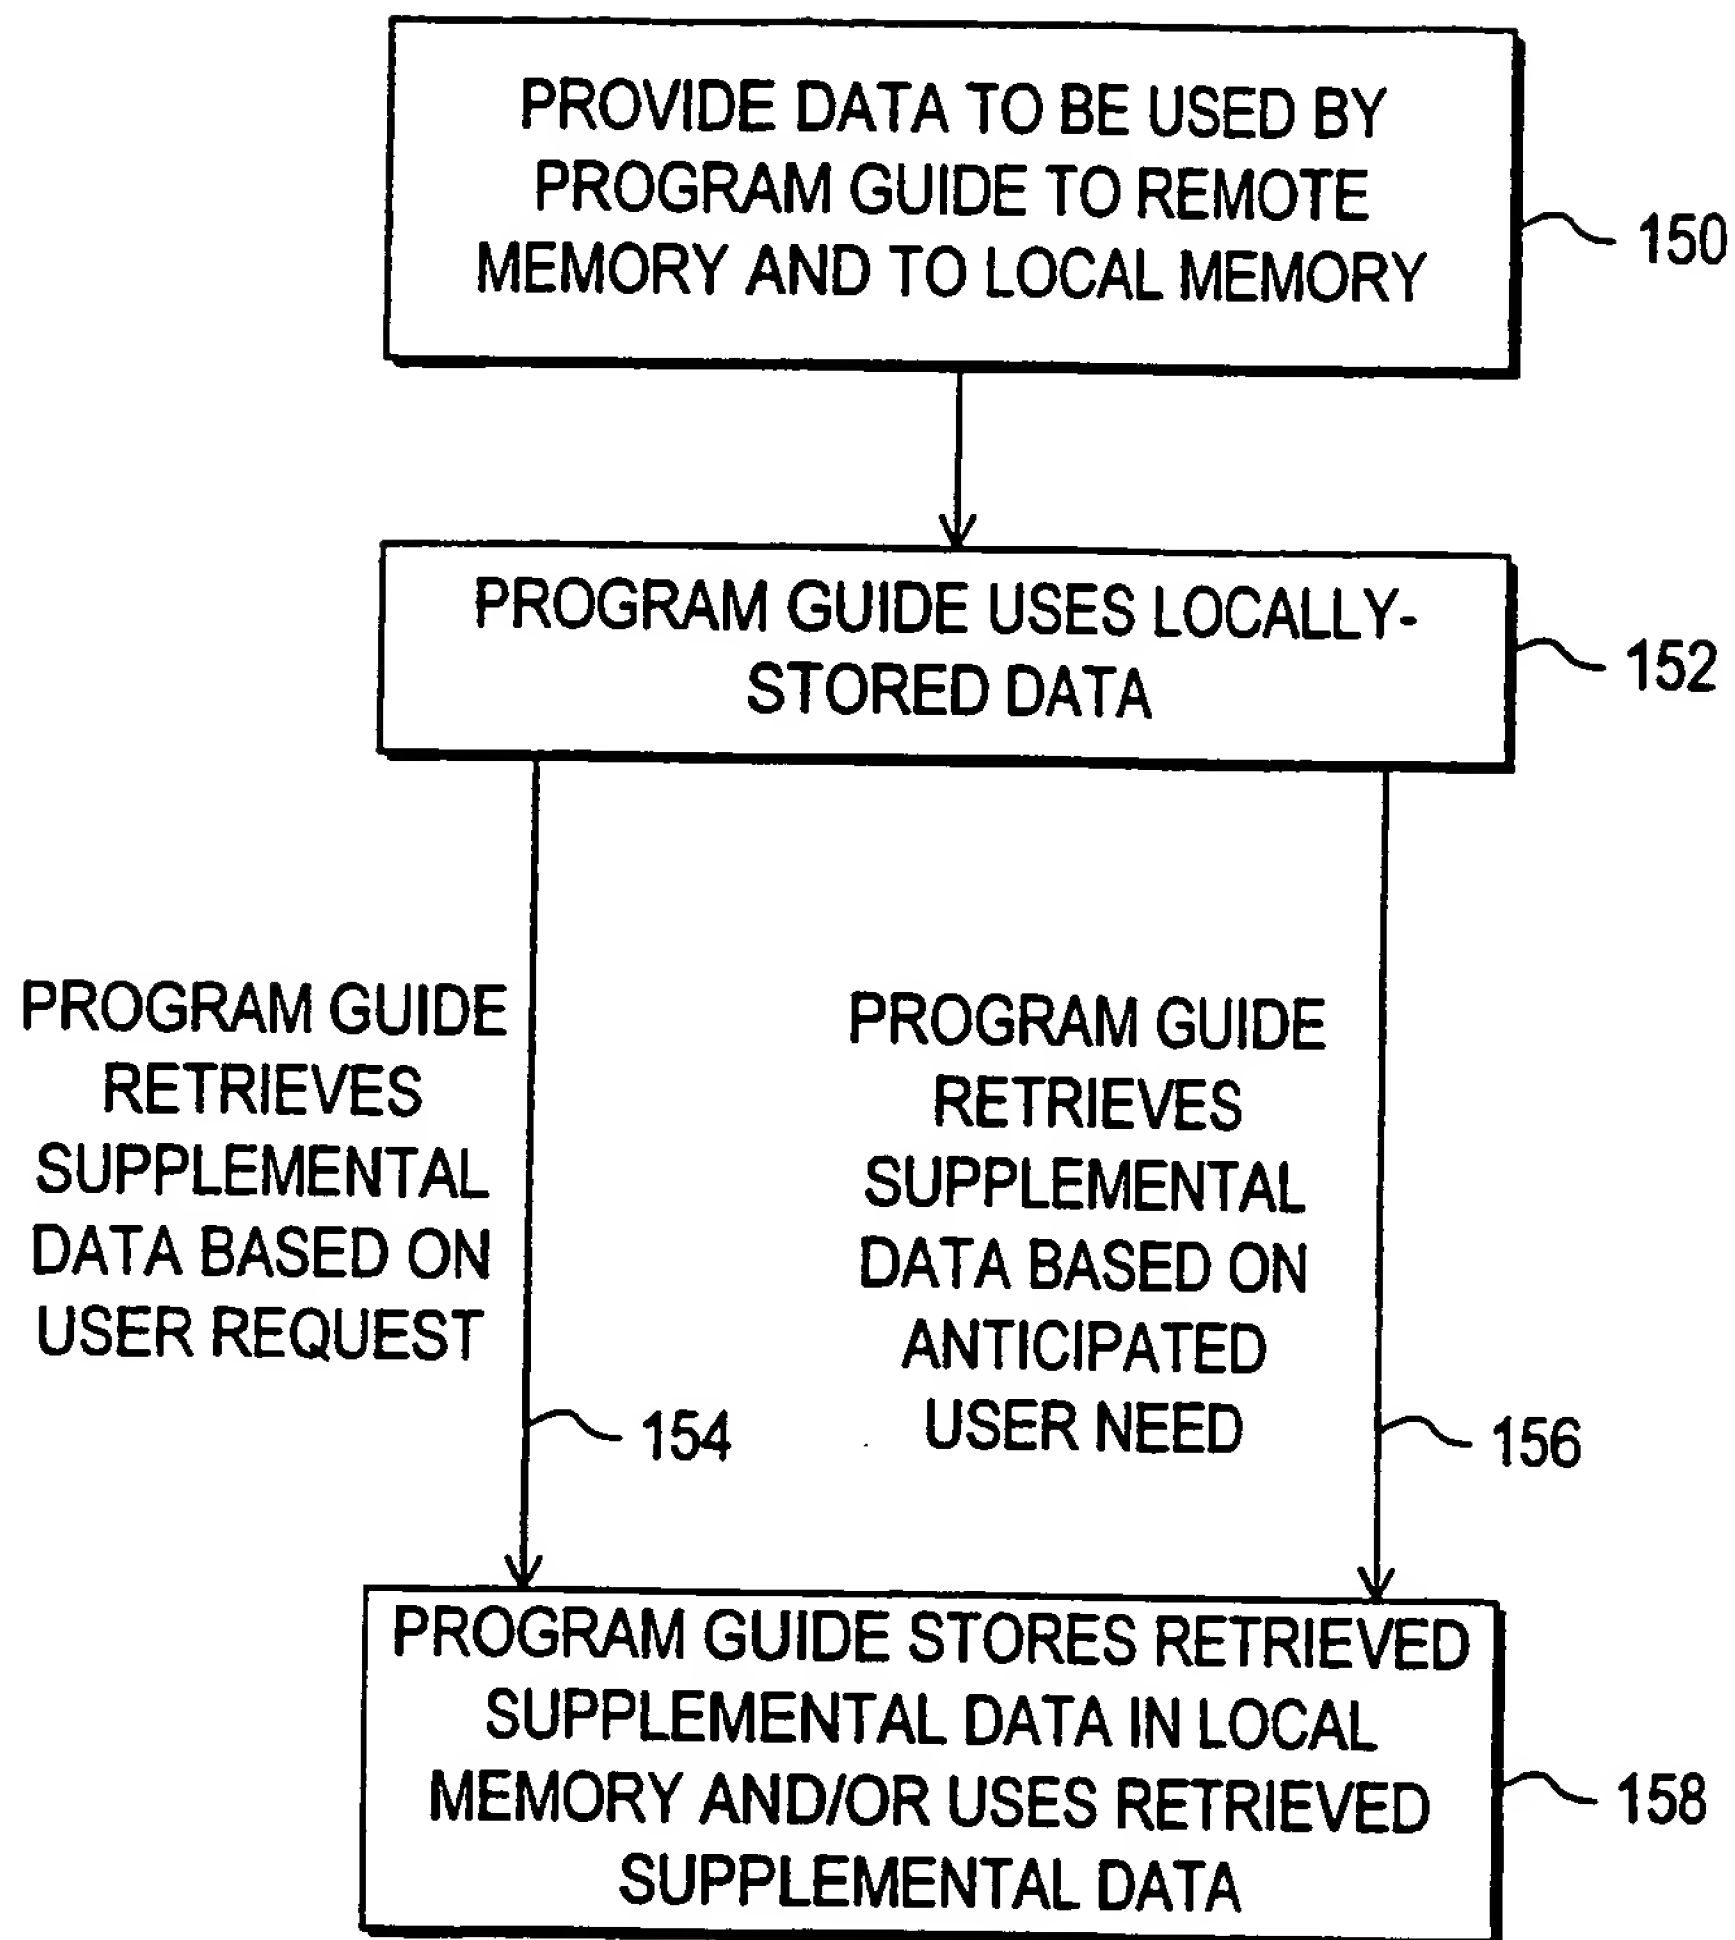 PROVIDE DATA TO BE USED BY
PROGRAM GUIDE TO REMOTE
MEMORY AND TO LOCAL MEMORY
150
PROGRAM GUIDE USES LOCALLY-
STORED DATA
152
PROGRAM GUIDE
RETRIEVES
SUPPLEMENTAL
DATA BASED ON
USER REQUEST
154
PROGRAM GUIDE
RETRIEVES
SUPPLEMENTAL
DATA BASED ON
ANTICIPATED
USER NEED
156
PROGRAM GUIDE STORES RETRIEVED
SUPPLEMENTAL DATA IN LOCAL
MEMORY AND/OR USES RETRIEVED
SUPPLEMENTAL DATA
158